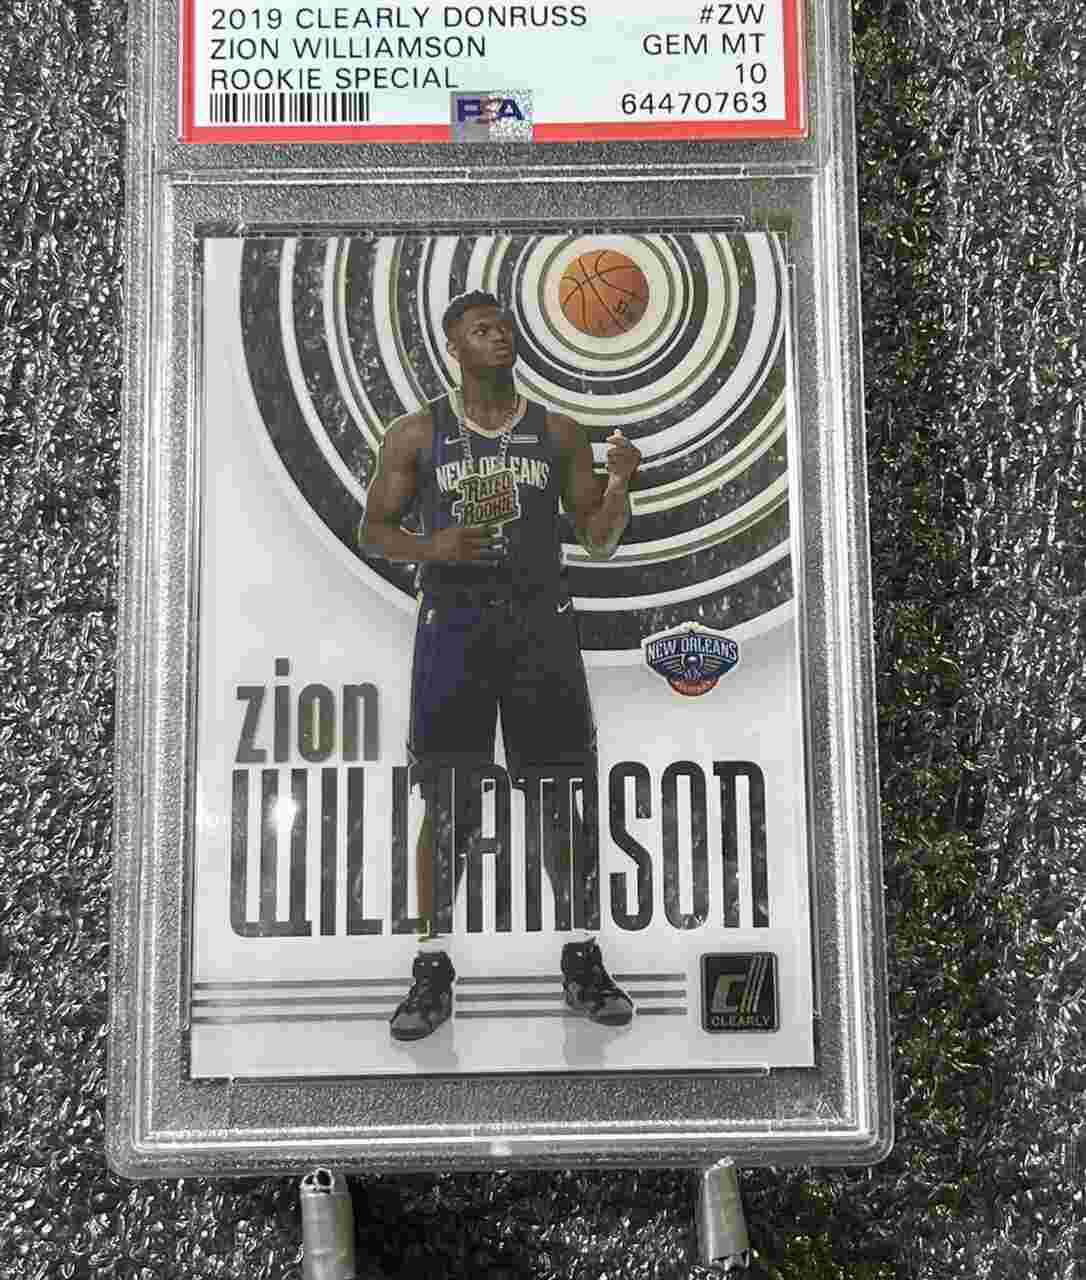 2019 CLEARLY DONRUSS #ZW
ZION WILLIAMSON GEM MT
ROOKIE SPECIAL 10
PSA 64470763
NEW ORLEANS
RATED
ROOKIE
NEW ORLEANS
PELICANS
zion
WILLIAMSON
CLEARLY